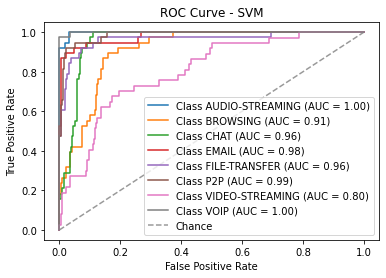 ROC Curve - SVM
True Positive Rate
1.0
0.8
0.6
0.4
0.2
0.0
Class AUDIO-STREAMING (AUC = 1.00)
Class BROWSING (AUC = 0.91)
Class CHAT (AUC = 0.96)
Class EMAIL (AUC = 0.98)
Class FILE-TRANSFER (AUC = 0.96)
Class P2P (AUC = 0.99)
Class VIDEO-STREAMING (AUC = 0.80)
Class VOIP (AUC = 1.00)
Chance
0.0 0.2 0.4 0.6 0.8 1.0
False Positive Rate